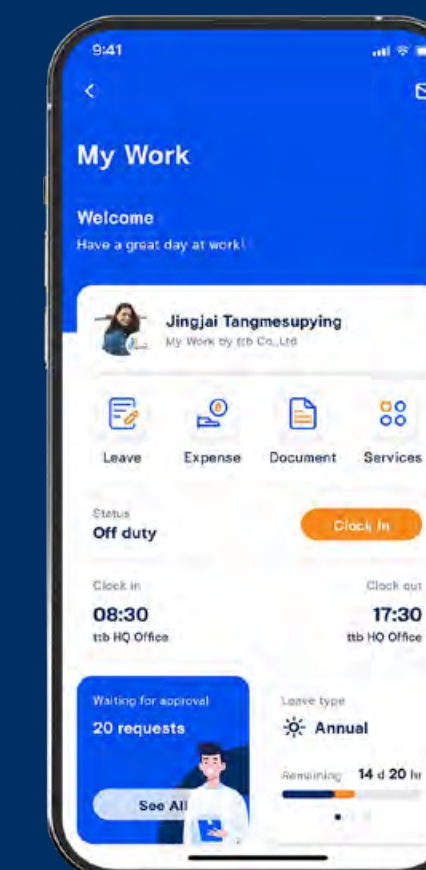 9:41
My Work
Welcome
Have a great day at work!
Jingjai Tangmesupying
My Work by ttb Co.,Ltd
Leave Expense Document Services
Status
Off duty
Clock In
Clock in Clock out
08:30 17:30
ttb HQ Office ttb HQ Office
Waiting for approval
20 requests
See All
Leave type
Annual
Remaining 14 d 20 hr